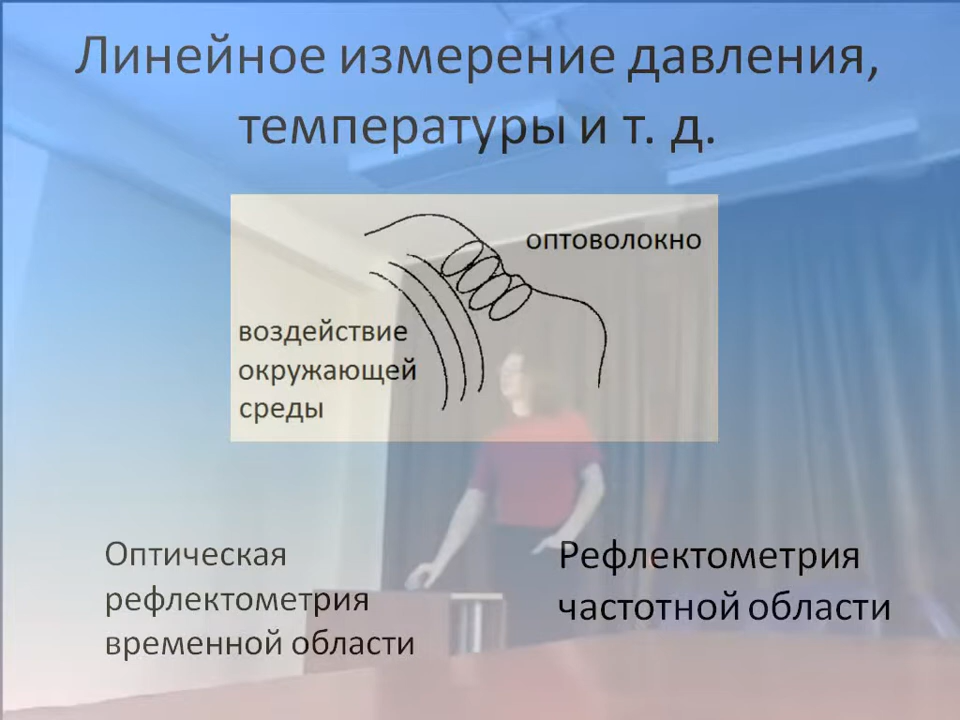 Линейное измерение давления,
температуры и т. д.
оптоволокно
воздействие
окружающей
среды
Оптическая
рефлектометрия
временной области
Рефлектометрия
частотной области